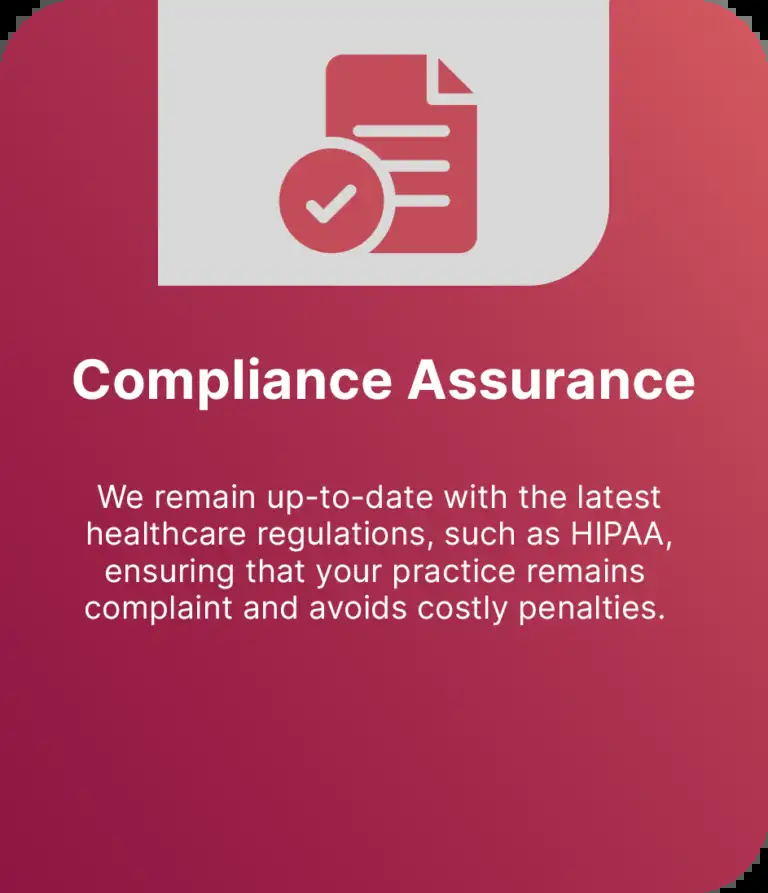 Compliance Assurance
We remain up-to-date with the latest
healthcare regulations, such as HIPAA,
ensuring that your practice remains
complaint and avoids costly penalties.